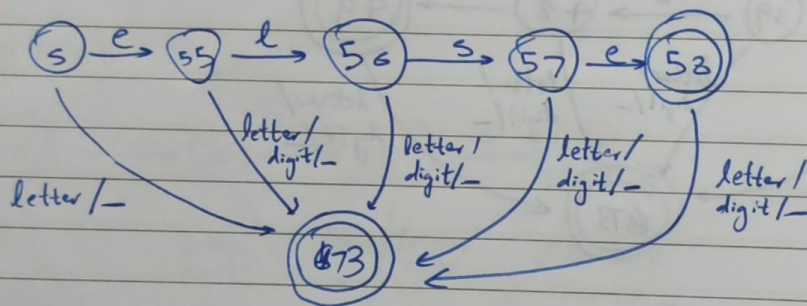 s e 55 l 56 s 57 e 58
letter/
digit/_
letter/
digit/_
letter/
digit/_
letter/
digit/_
letter/_
73